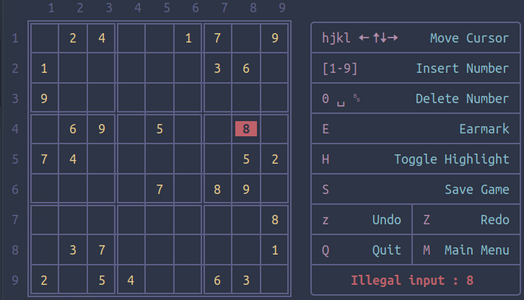 1 2 3 4 5 6 7 8 9
1 2 4 1 7 9
2 1 3 6
3 9
4 6 9 5 8
5 7 4 5 2
6 7 8 9
7 8
8 3 7 1
9 2 5 4 6 3
hjkl ←↑↓→ Move Cursor
[1-9] Insert Number
0 ␣ ␈ Delete Number
E Earmark
H Toggle Highlight
S Save Game
z Undo Z Redo
Q Quit M Main Menu
Illegal input : 8